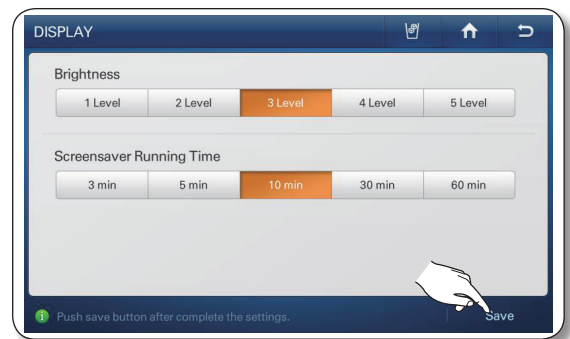 DISPLAY
Brightness
1 Level 2 Level 3 Level 4 Level 5 Level
Screensaver Running Time
3 min 5 min 10 min 30 min 60 min
Push save button after complete the settings. Save